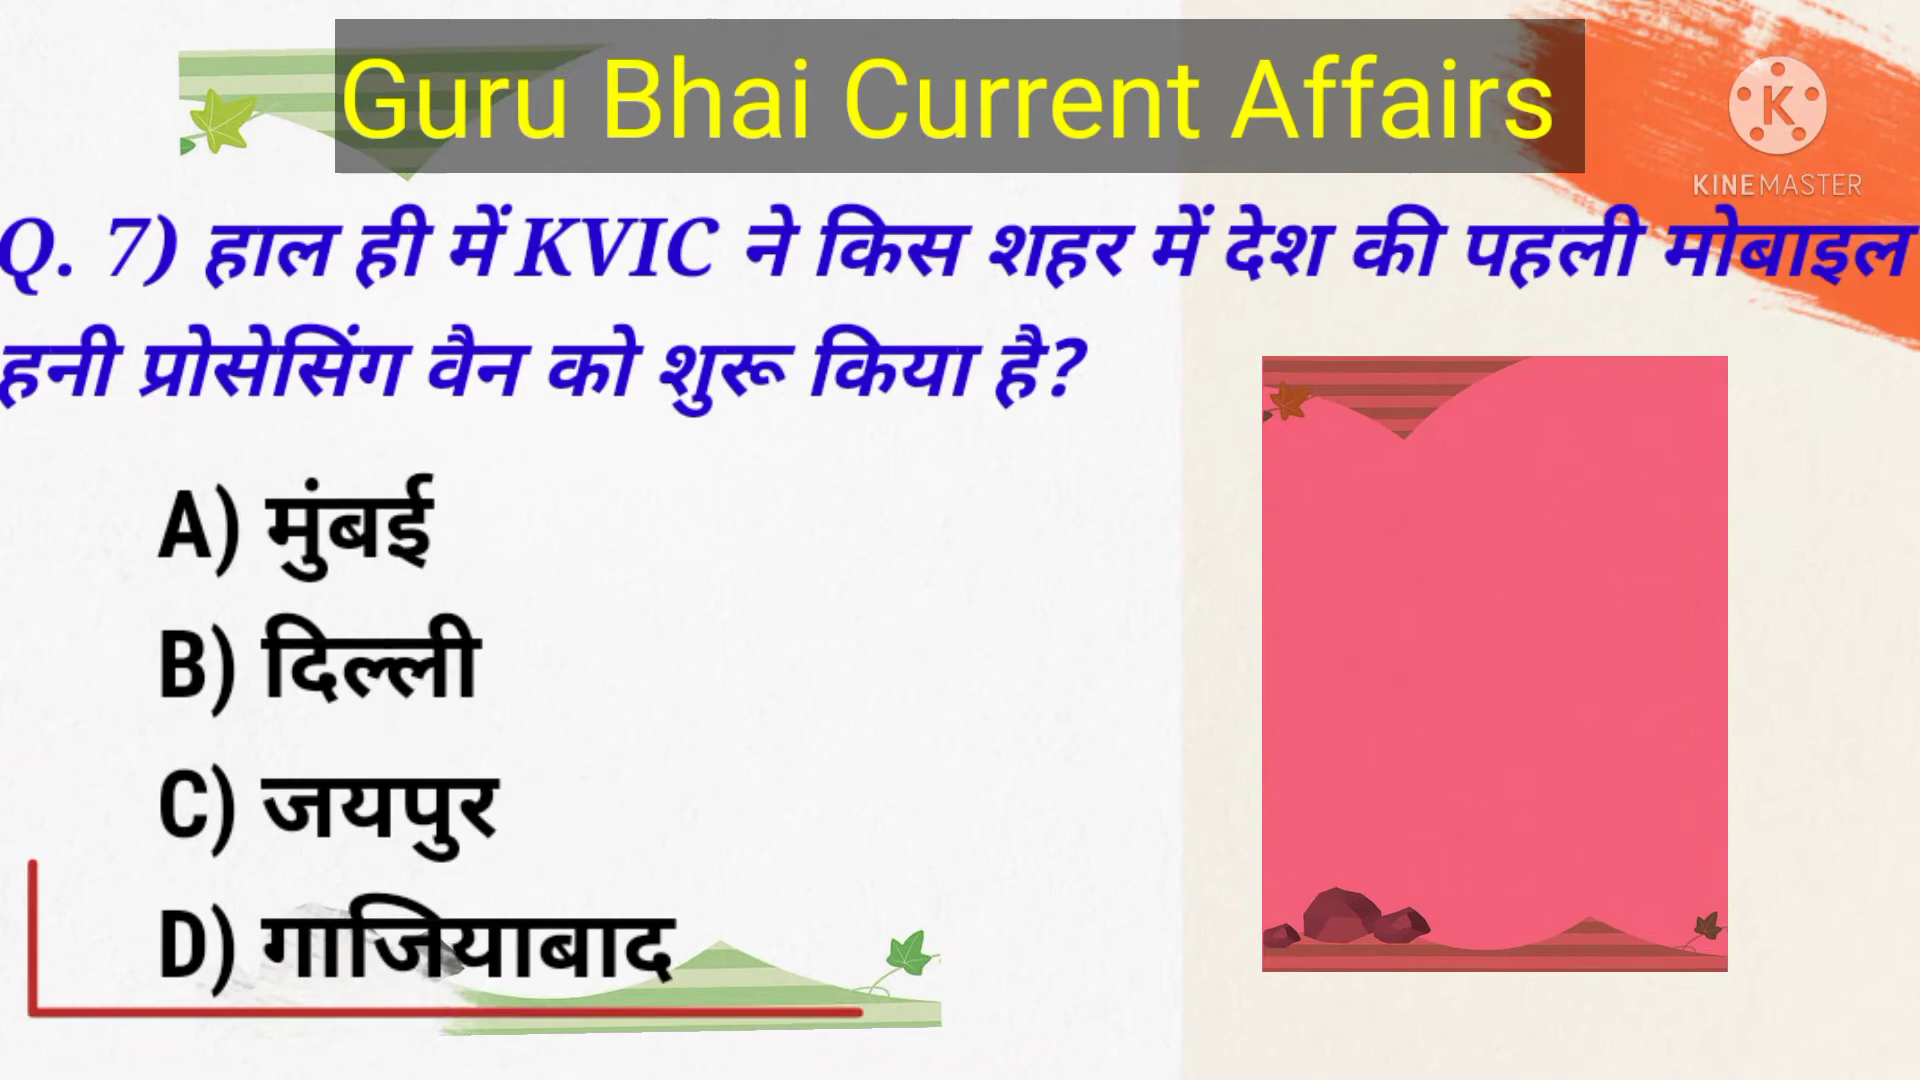 Guru Bhai Current Affairs
K
KINEMASTER
Q. 7) हाल ही में KVIC ने किस शहर में देश की पहली मोबाइल
हनी प्रोसेसिंग वैन को शुरू किया है?
A) मुंबई
B) दिल्ली
C) जयपुर
D) गाजियाबाद